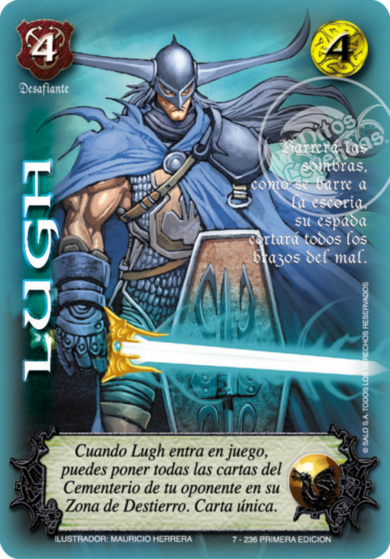 4
4
Desafiante
Mitos
y Leyendas
Barrerá las
sombras,
como se barre a
la escoria,
su espada
cortará todos los
brazos del mal.
LUGH
© SALO S.A. TODOS LOS DERECHOS RESERVADOS
Cuando Lugh entra en juego,
puedes poner todas las cartas del
Cementerio de tu oponente en su
Zona de Destierro. Carta única.
ILUSTRADOR: MAURICIO HERRERA
7 - 236 PRIMERA EDICION